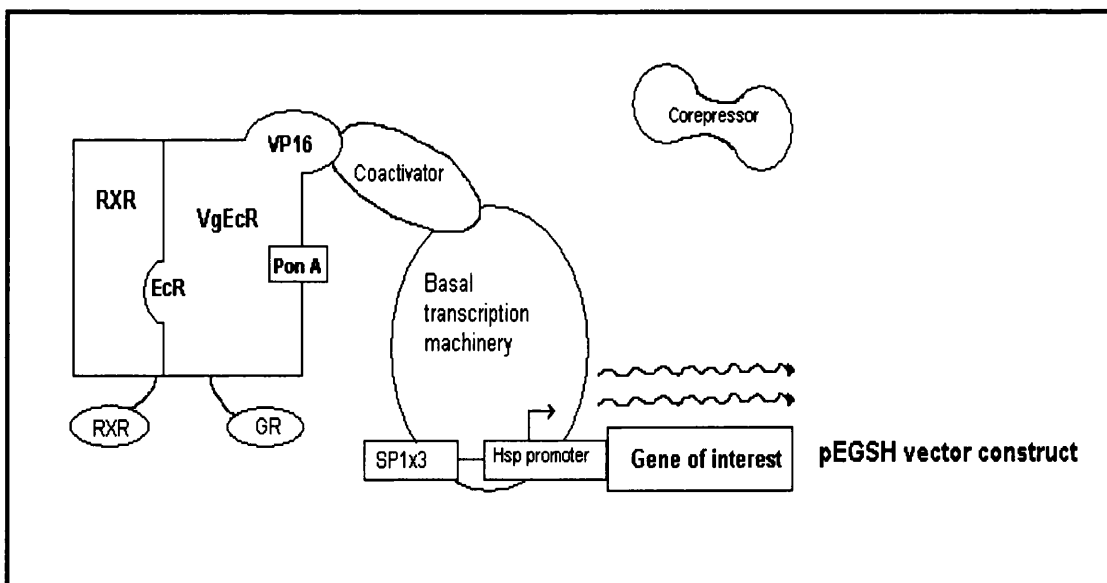 Corepressor
VP16
Coactivator
RXR
VgEcR
Pon A
EcR
Basal
transcription
machinery
RXR
GR
SP1x3
Hsp promoter
Gene of interest
pEGSH vector construct